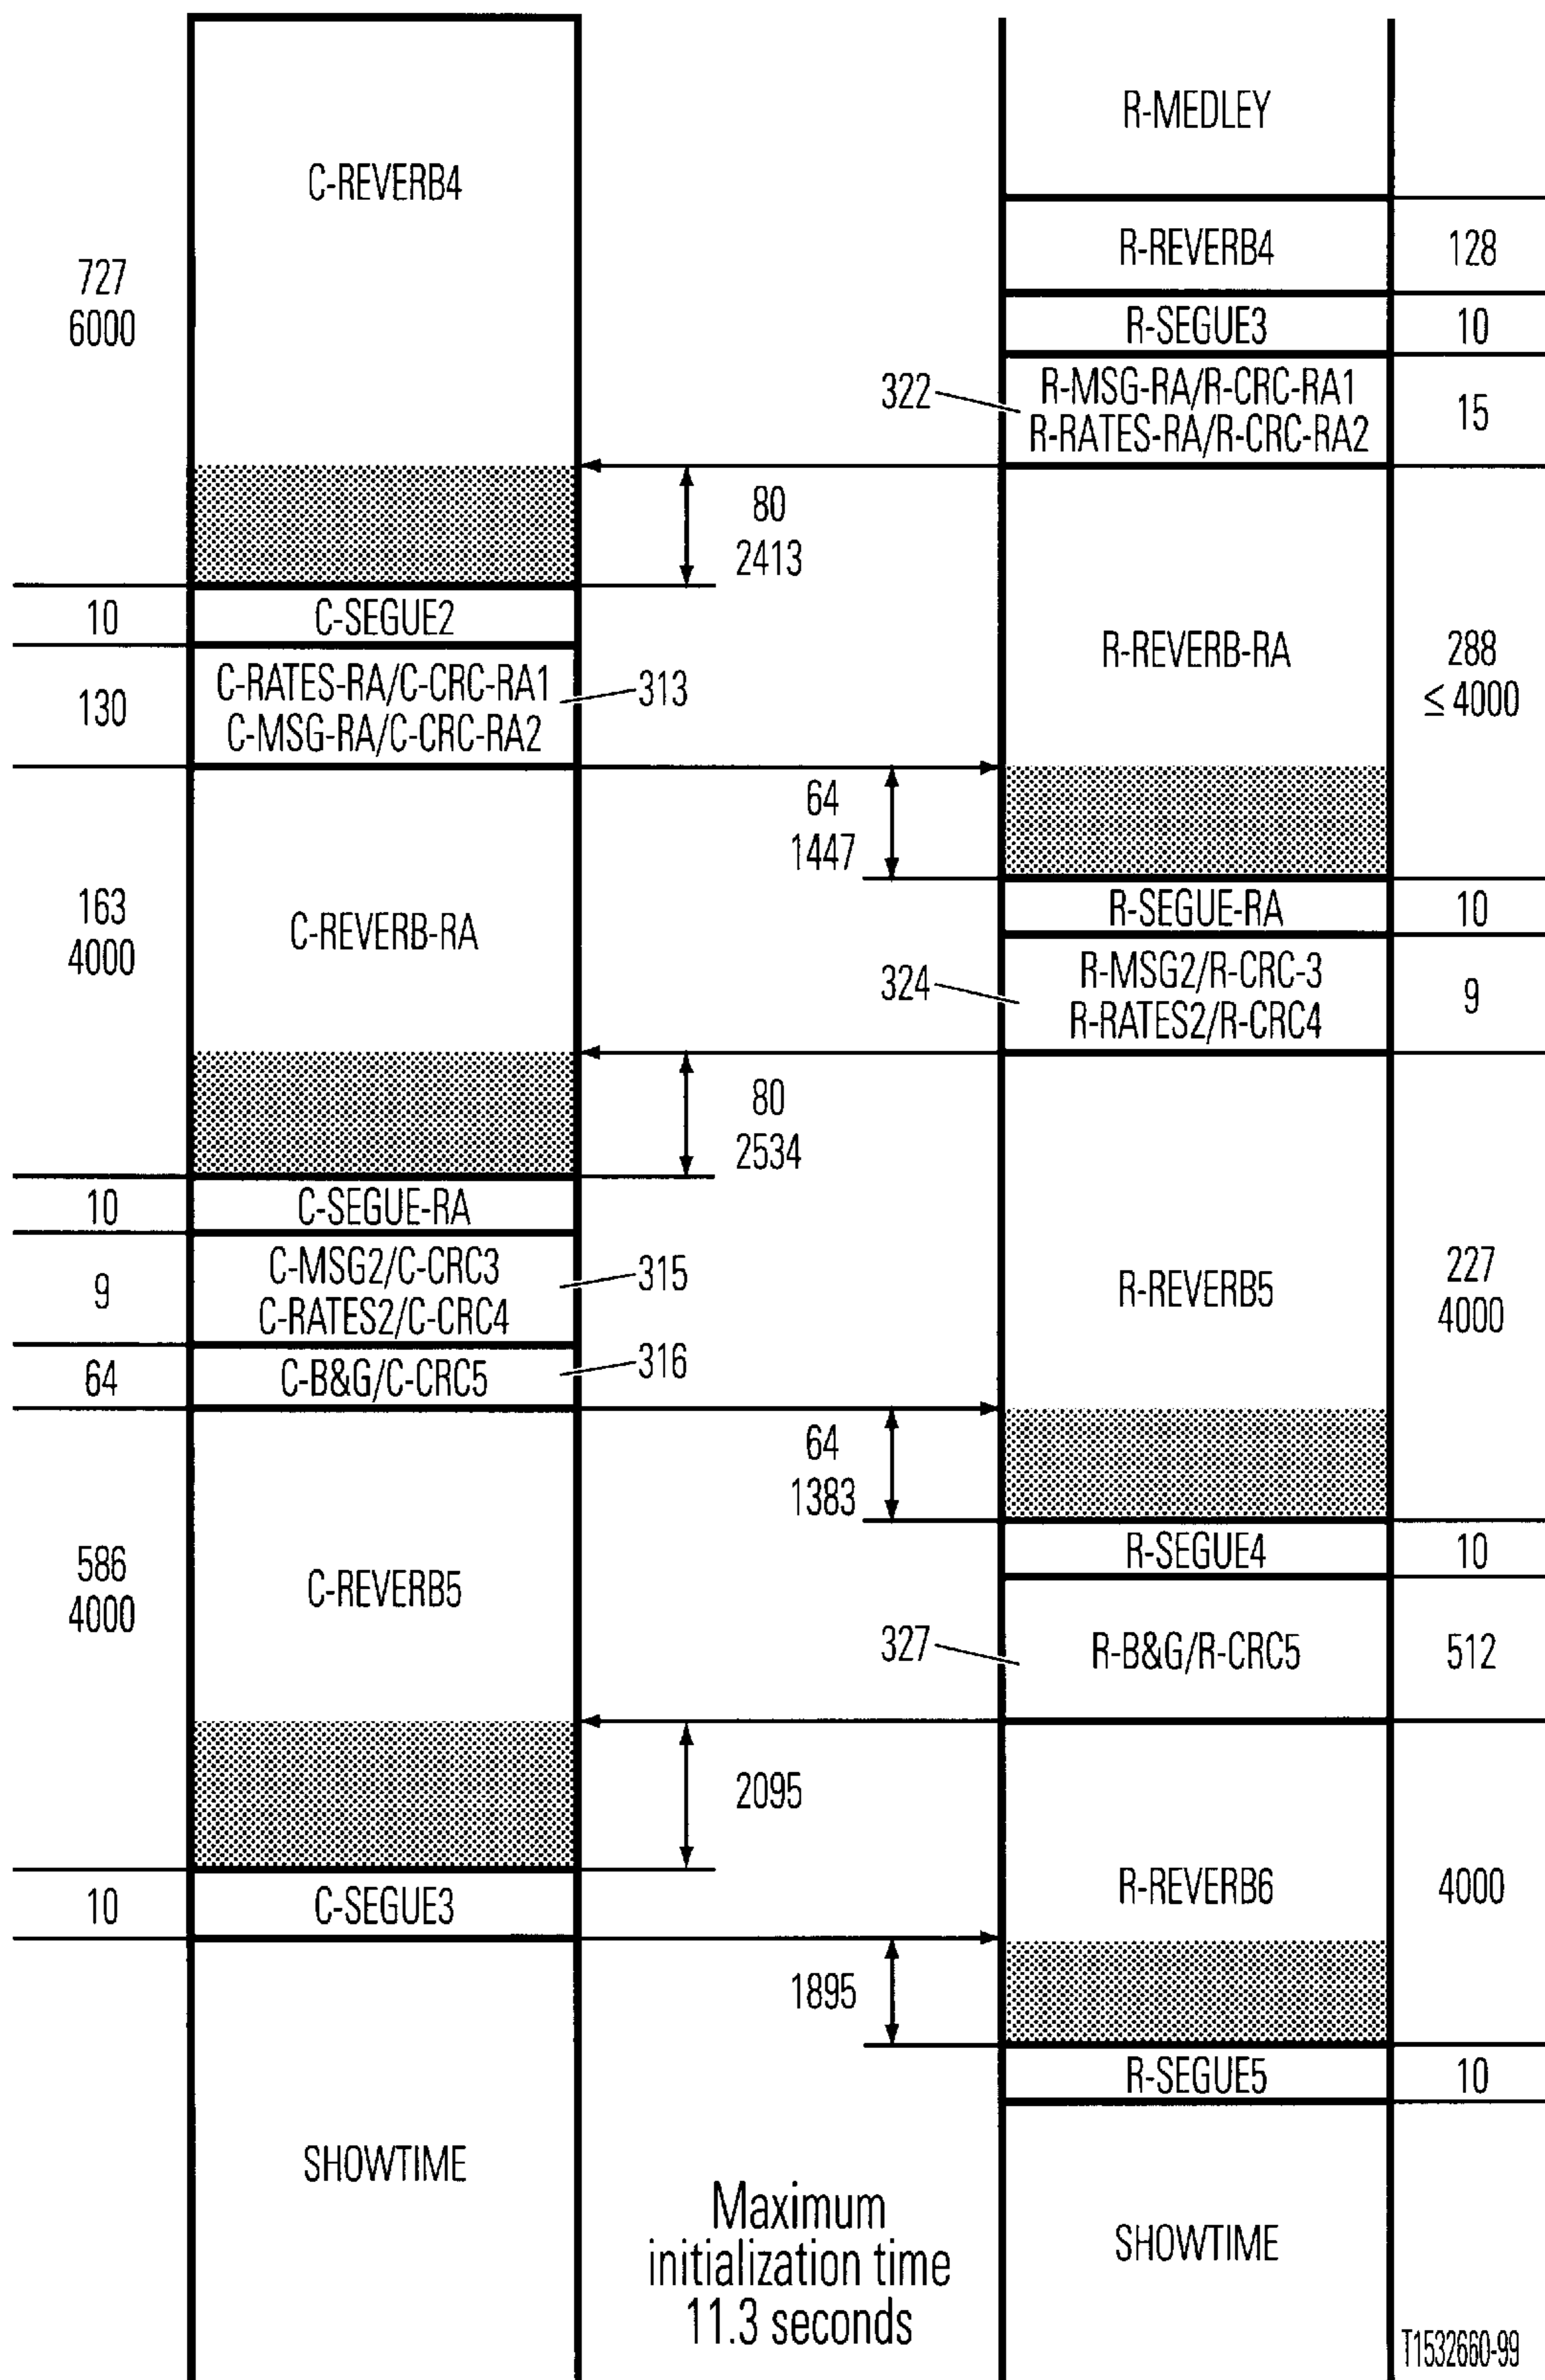 R-MEDLEY
C-REVERB4
R-REVERB4
128
727
6000
R-SEGUE3
10
322
R-MSG-RA/R-CRC-RA1
R-RATES-RA/R-CRC-RA2
15
80
2413
10
C-SEGUE2
R-REVERB-RA
288
≤ 4000
130
C-RATES-RA/C-CRC-RA1
C-MSG-RA/C-CRC-RA2
313
64
1447
163
4000
C-REVERB-RA
R-SEGUE-RA
10
324
R-MSG2/R-CRC-3
R-RATES2/R-CRC4
9
80
2534
10
C-SEGUE-RA
9
C-MSG2/C-CRC3
C-RATES2/C-CRC4
315
R-REVERB5
227
4000
64
C-B&G/C-CRC5
316
64
1383
586
4000
C-REVERB5
R-SEGUE4
10
327
R-B&G/R-CRC5
512
2095
10
C-SEGUE3
R-REVERB6
4000
1895
R-SEGUE5
10
SHOWTIME
Maximum
initialization time
11.3 seconds
SHOWTIME
T1532660-99